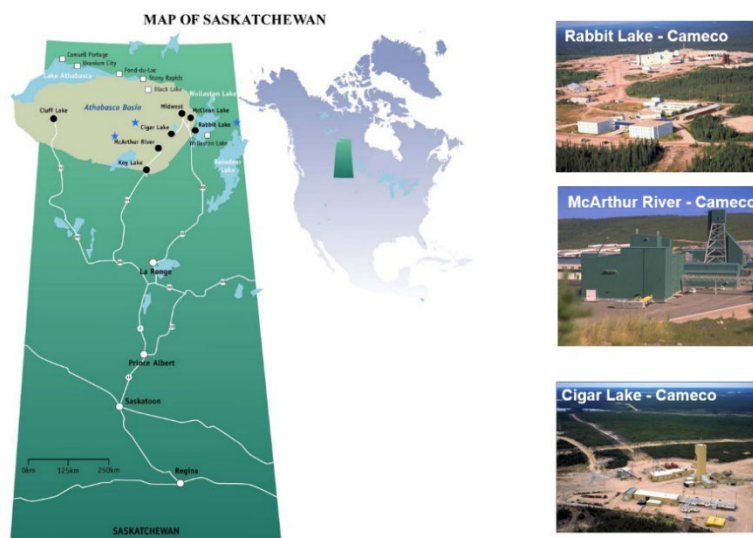 MAP OF SASKATCHEWAN
Camsell Portage
Uranium City
Fond-du-Lac
Stony Rapids
Lake Athabasca
Black Lake
Wollaston Lake
Athabasca Basin
Midwest
McClean Lake
Cluff Lake
Cigar Lake
Rabbit Lake
McArthur River
Wollaston Lake
Key Lake
Reindeer
Lake
La Ronge
Prince Albert
Saskatoon
0km 125km 250km
Regina
SASKATCHEWAN
Rabbit Lake - Cameco
McArthur River - Cameco
Cigar Lake - Cameco